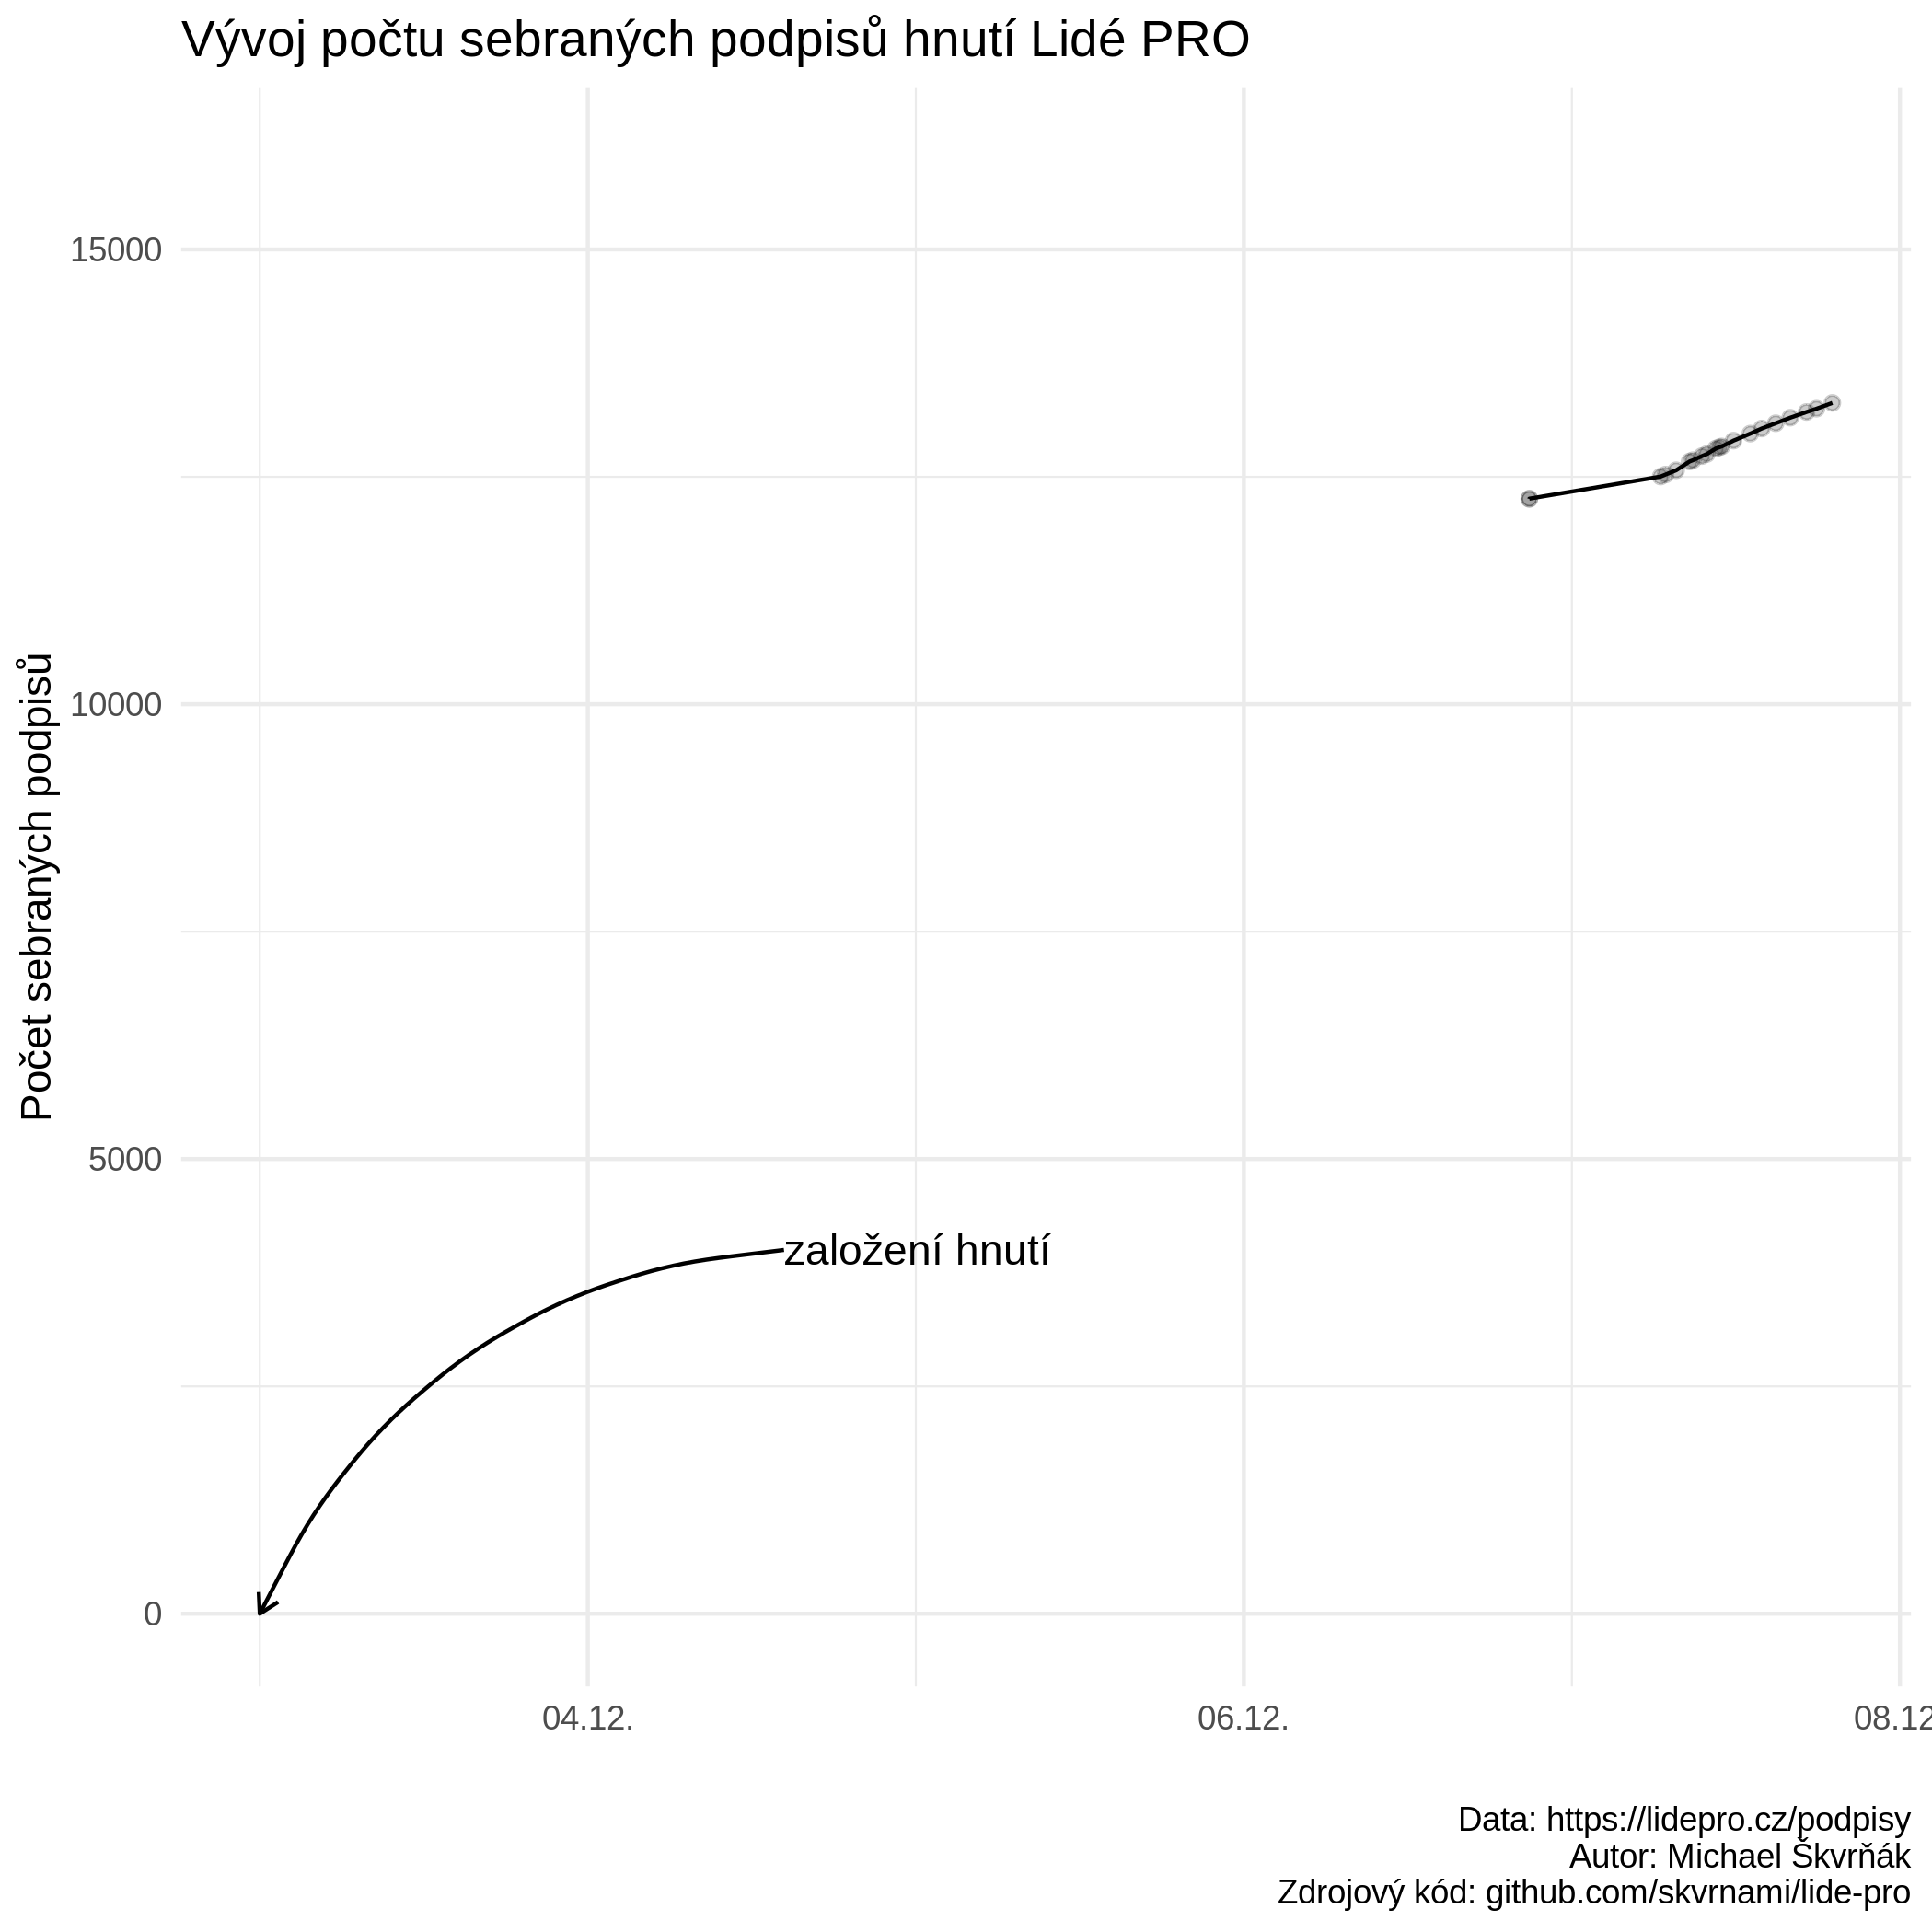 Vývoj počtu sebraných podpisů hnutí Lidé PRO
Počet sebraných podpisů
15000
10000
5000
0
založení hnutí
04.12.
06.12.
08.12
Data: https://lidepro.cz/podpisy
Autor: Michael Škvrňák
Zdrojový kód: github.com/skvrnami/lide-pro